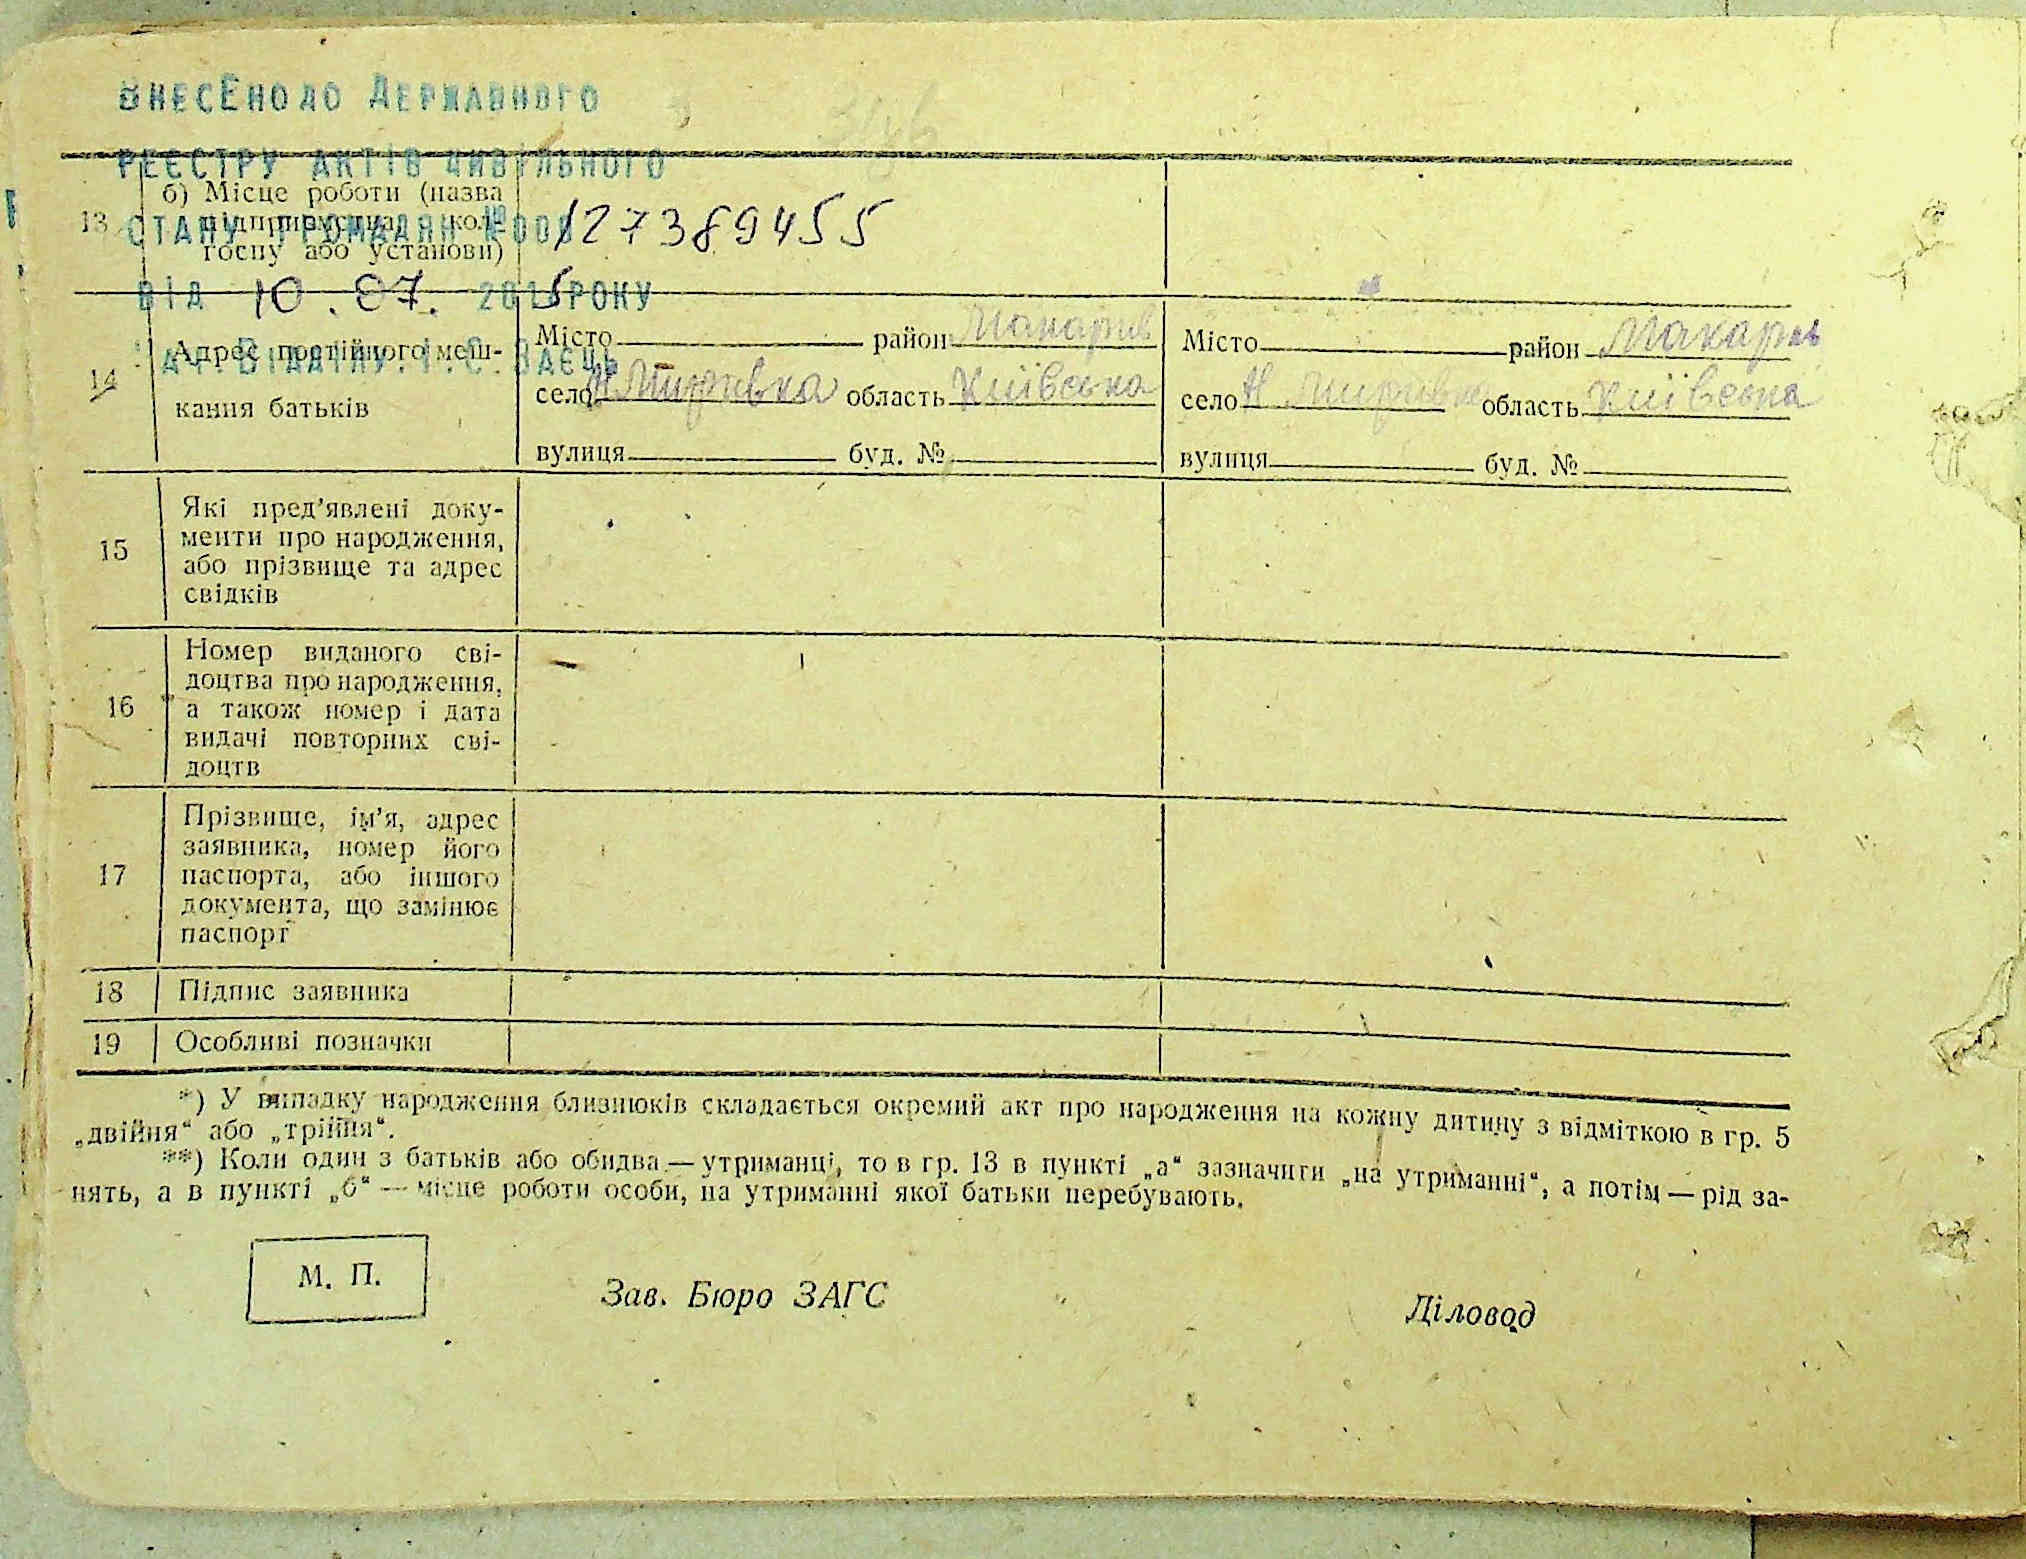 ВНЕСЕНО ДО ДЕРЖАВНОГО
РЕЄСТРУ АКТІВ ЦИВІЛЬНОГО
СТАНУ ГРОМАДЯН №000 127389455
ВІД 10.07. 2015 РОКУ
ВІДДІЛУ І.С. ЗАЄЦЬ
13 б) Місце роботи (назва
підприємства, кол-
госпу або установи)
14 Адрес постійного меш-
кання батьків
Місто район Макарів
село Н Мирівка область Київська
вулиця буд. №
Місто район Макарів
село Н Мирівка область Київська
вулиця буд. №
15 Які пред’явлені доку-
менти про народження,
або прізвище та адрес
свідків
16 Номер виданого сві-
доцтва про народження,
а також номер і дата
видачі повторних сві-
доцтв
17 Прізвище, ім’я, адрес
заявника, номер його
паспорта, або іншого
документа, що замінює
паспорт
18 Підпис заявника
19 Особливі позначки
*) У випадку народження близнюків складається окремий акт про народження на кожну дитину з відміткою в гр. 5
„двійня“ або „трійня“.
**) Коли один з батьків або обидва — утриманці, то в гр. 13 в пункті „а“ зазначити „на утриманні“, а потім — рід за-
нять, а в пункті „б“ — місце роботи особи, на утриманні якої батьки перебувають.
М. П.
Зав. Бюро ЗАГС
Діловод